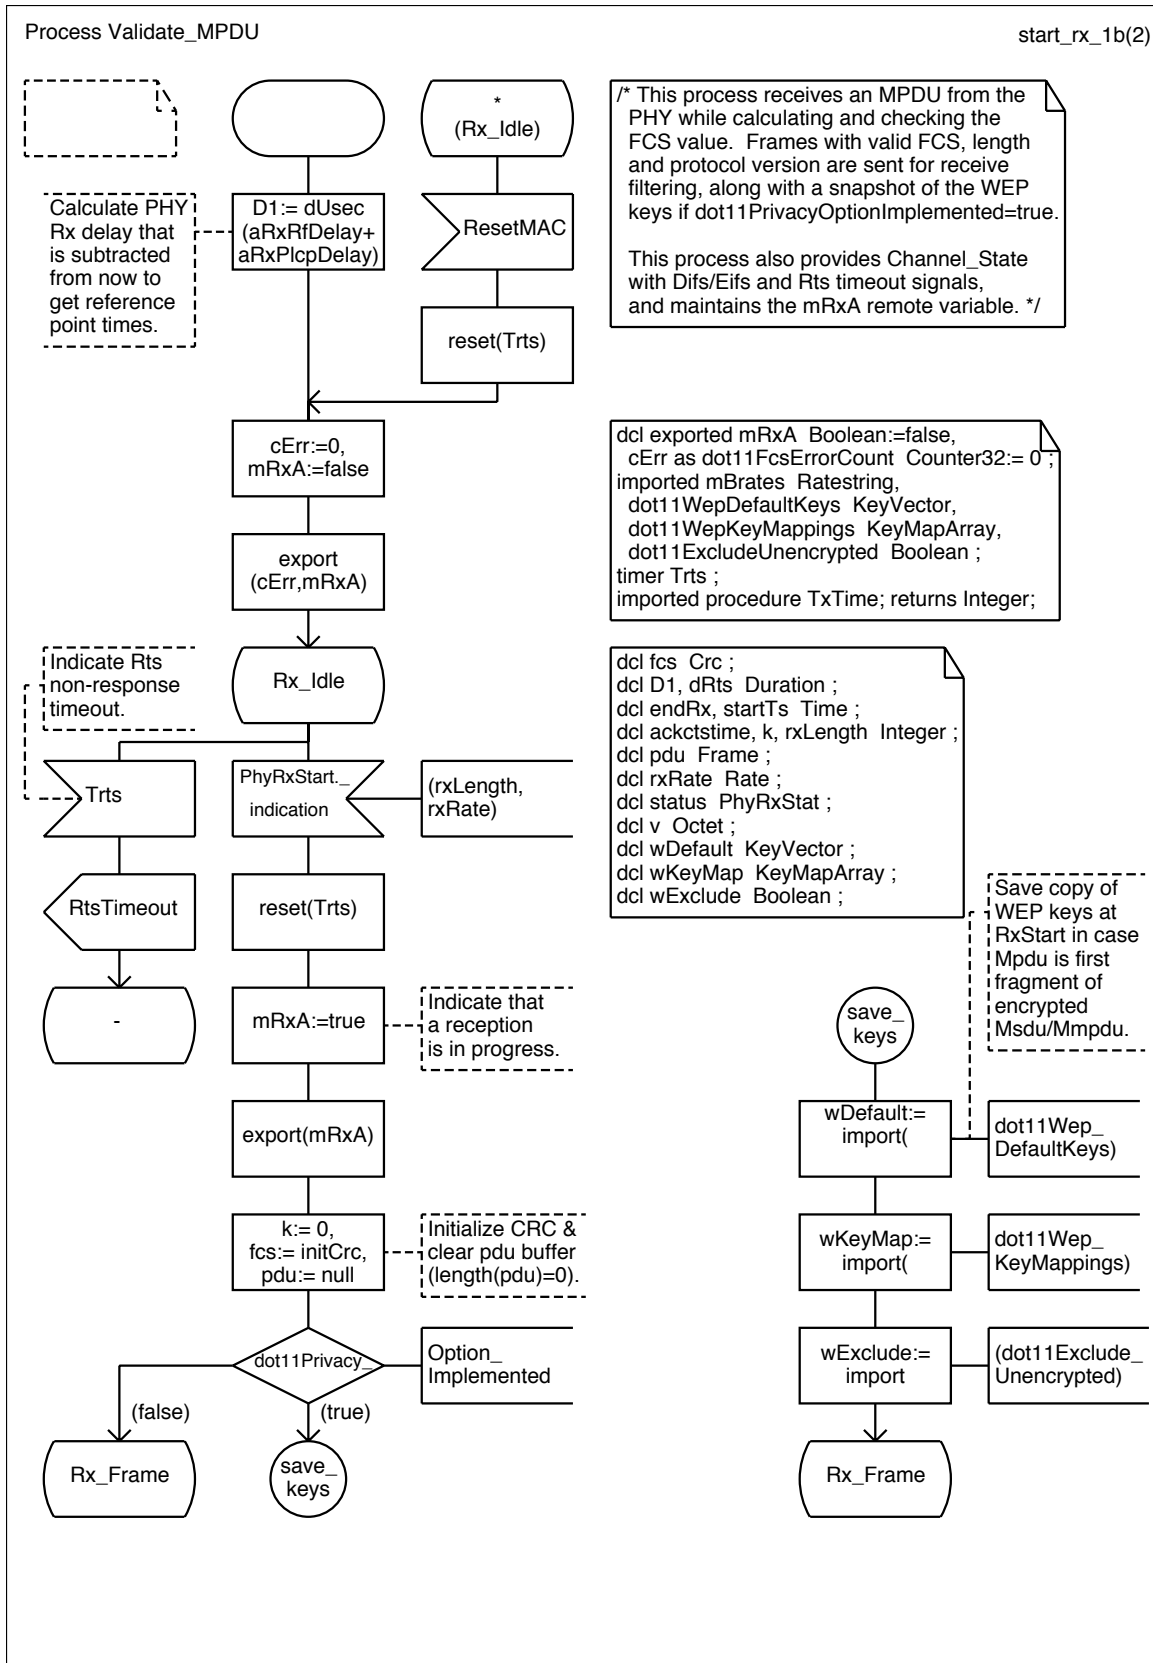 Process Validate_MPDU
start_rx_1b(2)
*
(Rx_Idle)
/* This process receives an MPDU from the
PHY while calculating and checking the
FCS value.  Frames with valid FCS, length
and protocol version are sent for receive
filtering, along with a snapshot of the WEP
keys if dot11PrivacyOptionImplemented=true.
This process also provides Channel_State
with Difs/Eifs and Rts timeout signals,
and maintains the mRxA remote variable. */
Calculate PHY
Rx delay that
is subtracted
from now to
get reference
point times.
D1:= dUsec
(aRxRfDelay+
aRxPlcpDelay)
ResetMAC
reset(Trts)
cErr:=0,
mRxA:=false
export
(cErr,mRxA)
dcl exported mRxA  Boolean:=false,
cErr as dot11FcsErrorCount  Counter32:= 0 ;
imported mBrates  Ratestring,
dot11WepDefaultKeys  KeyVector,
dot11WepKeyMappings  KeyMapArray,
dot11ExcludeUnencrypted  Boolean ;
timer Trts ;
imported procedure TxTime; returns Integer;
Indicate Rts
non-response
timeout.
Rx_Idle
dcl fcs  Crc ;
dcl D1, dRts  Duration ;
dcl endRx, startTs  Time ;
dcl ackctstime, k, rxLength  Integer ;
dcl pdu  Frame ;
dcl rxRate  Rate ;
dcl status  PhyRxStat ;
dcl v  Octet ;
dcl wDefault  KeyVector ;
dcl wKeyMap  KeyMapArray ;
dcl wExclude  Boolean ;
Trts
PhyRxStart._
indication
(rxLength,
rxRate)
RtsTimeout
reset(Trts)
-
mRxA:=true
Indicate that
a reception
is in progress.
export(mRxA)
k:= 0,
fcs:= initCrc,
pdu:= null
Initialize CRC &
clear pdu buffer
(length(pdu)=0).
dot11Privacy_
Option_
Implemented
(false)
(true)
Rx_Frame
save_
keys
Save copy of
WEP keys at
RxStart in case
Mpdu is first
fragment of
encrypted
Msdu/Mmpdu.
save_
keys
wDefault:=
import(
dot11Wep_
DefaultKeys)
wKeyMap:=
import(
dot11Wep_
KeyMappings)
wExclude:=
import
(dot11Exclude_
Unencrypted)
Rx_Frame